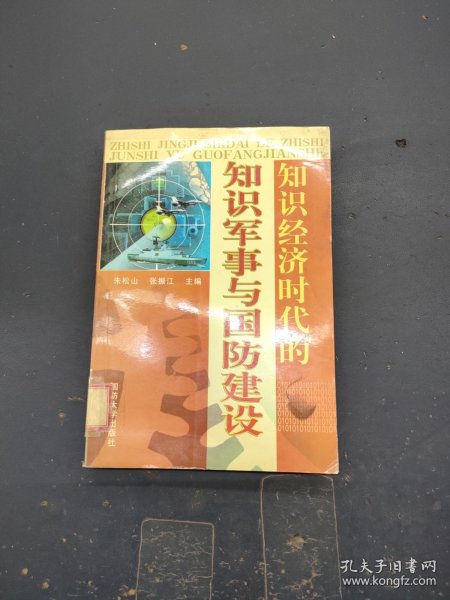 ZHISHI JINGJI SHIDAI DE ZHISHI
JUNSHI YU GUOFANGJIANSHE
知识经济时代的
知识军事与国防建设
朱松山 张振江 主编
国防大学出版社
孔夫子旧书网
www.kongfz.com